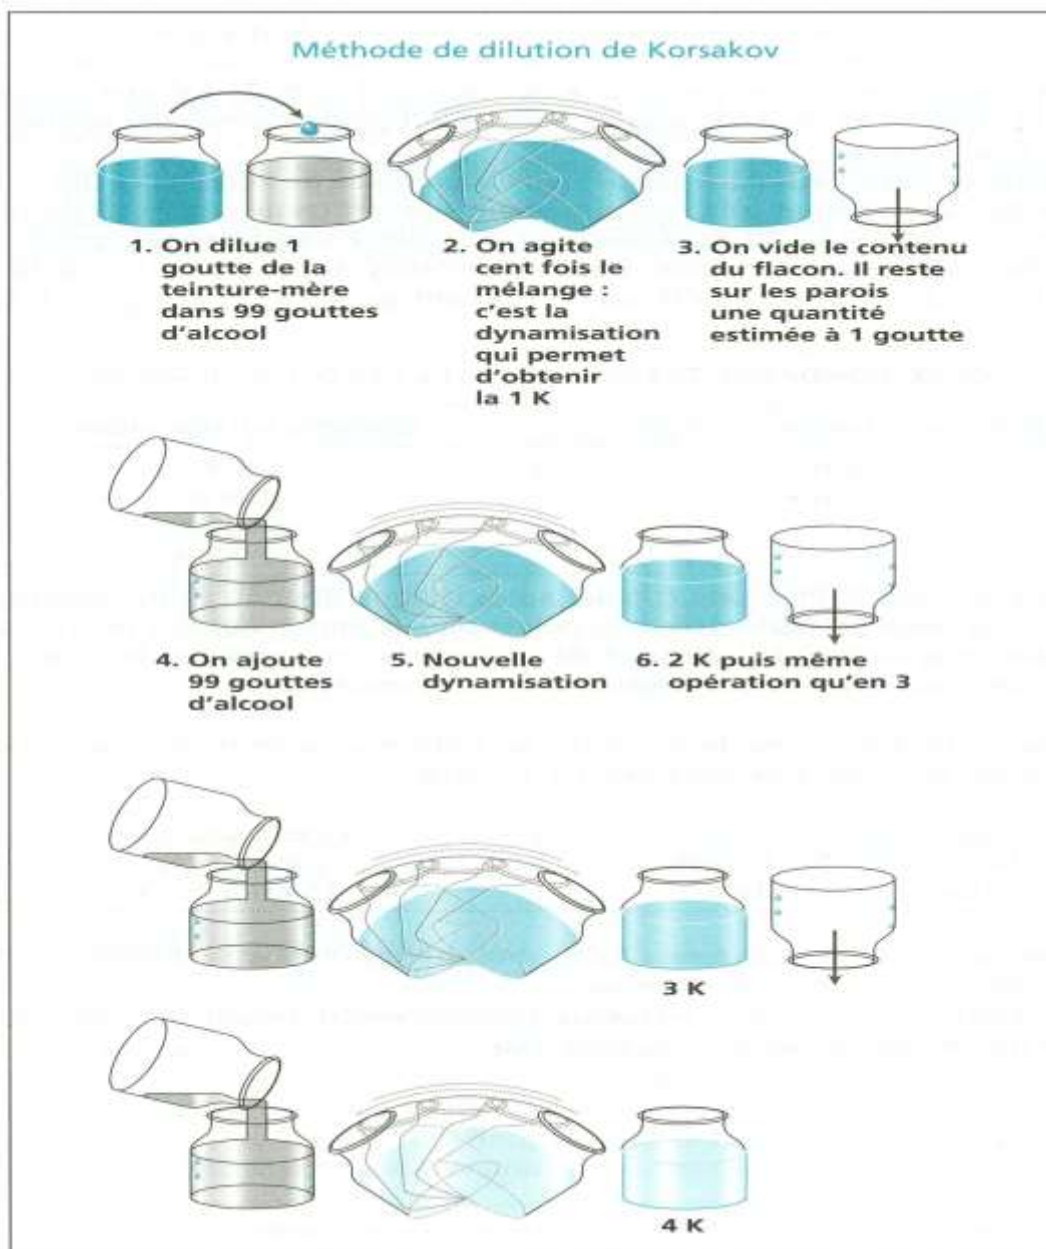 Méthode de dilution de Korsakov
1. On dilue 1
goutte de la
teinture-mère
dans 99 gouttes
d'alcool
2. On agite
cent fois le
mélange :
c'est la
dynamisation
qui permet
d'obtenir
la 1 K
3. On vide le contenu
du flacon. Il reste
sur les parois
une quantité
estimée à 1 goutte
4. On ajoute
99 gouttes
d'alcool
5. Nouvelle
dynamisation
6. 2 K puis même
opération qu'en 3
3 K
4 K